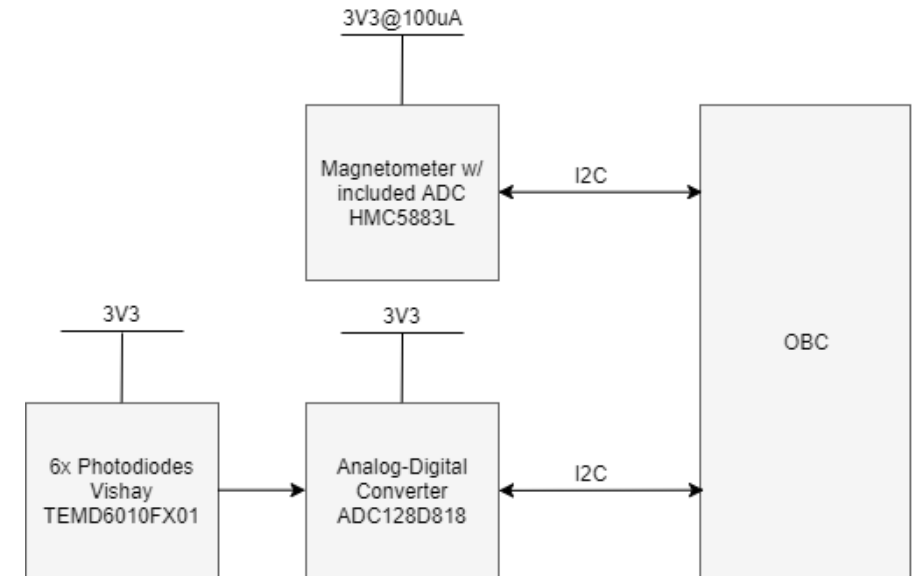 3V3@100uA
Magnetometer w/
included ADC
HMC5883L
I2C
OBC
3V3
3V3
6x Photodiodes
Vishay
TEMD6010FX01
Analog-Digital
Converter
ADC128D818
I2C